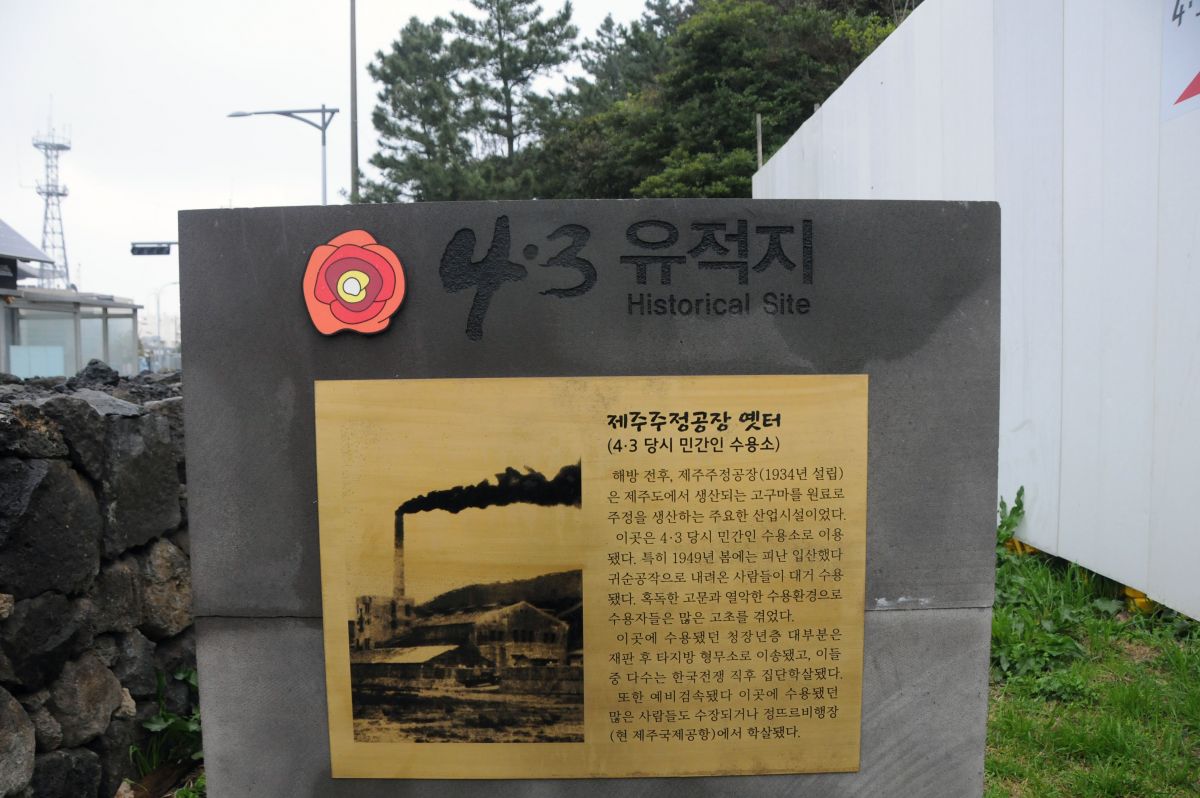 4·3 유적지
Historical Site
제주주정공장 옛터
(4·3 당시 민간인 수용소)
해방 전후, 제주주정공장(1934년 설립)
은 제주도에서 생산되는 고구마를 원료로
주정을 생산하는 주요한 산업시설이었다.
이곳은 4·3 당시 민간인 수용소로 이용
됐다. 특히 1949년 봄에는 피난 입산했다
귀순공작으로 내려온 사람들이 대거 수용
됐다. 혹독한 고문과 열악한 수용환경으로
수용자들은 많은 고초를 겪었다.
이곳에 수용됐던 청장년층 대부분은
재판 후 타지방 형무소로 이송됐고, 이들
중 다수는 한국전쟁 직후 집단학살됐다.
또한 예비검속됐다 이곳에 수용됐던
많은 사람들도 수장되거나 정뜨르비행장
(현 제주국제공항)에서 학살됐다.